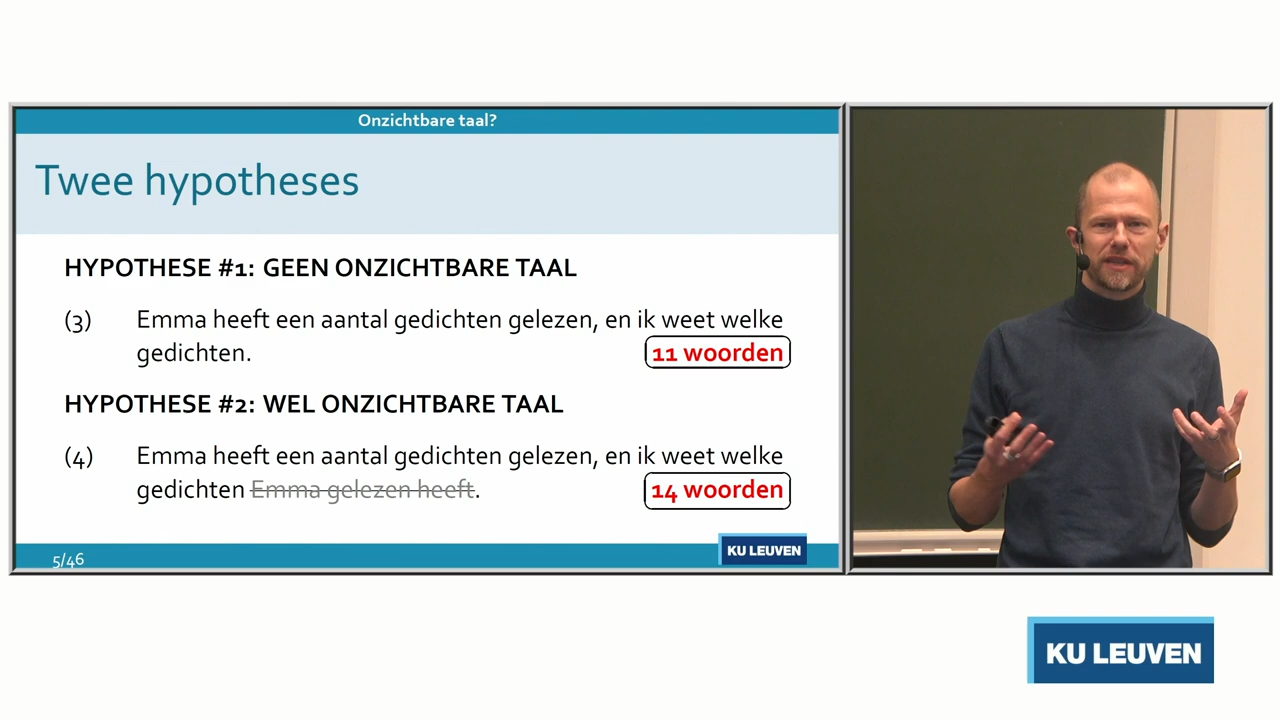 Onzichtbare taal?
Twee hypotheses
HYPOTHESE #1: GEEN ONZICHTBARE TAAL
(3) Emma heeft een aantal gedichten gelezen, en ik weet welke
gedichten. 11 woorden
HYPOTHESE #2: WEL ONZICHTBARE TAAL
(4) Emma heeft een aantal gedichten gelezen, en ik weet welke
gedichten Emma gelezen heeft. 14 woorden
5/46 KU LEUVEN
KU LEUVEN